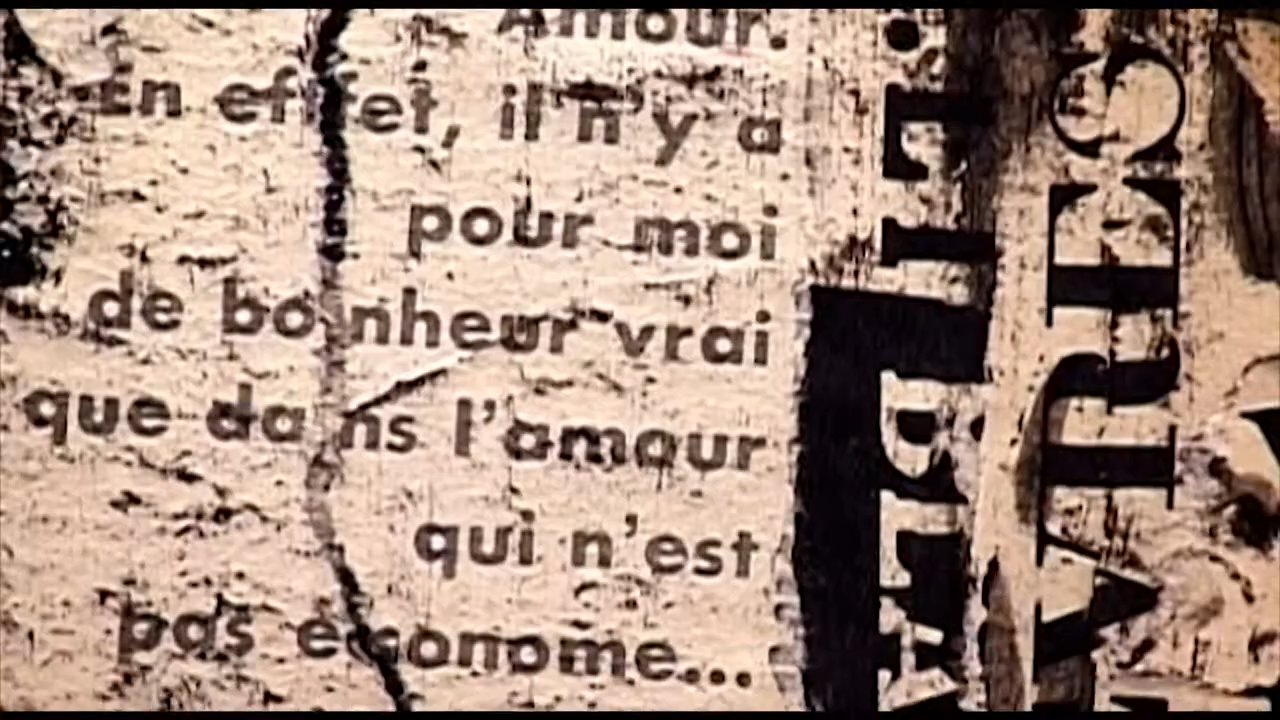 Amour.
En effet, il n'y a
pour moi
de bonheur vrai
que dans l'amour
qui n'est
pas économe...